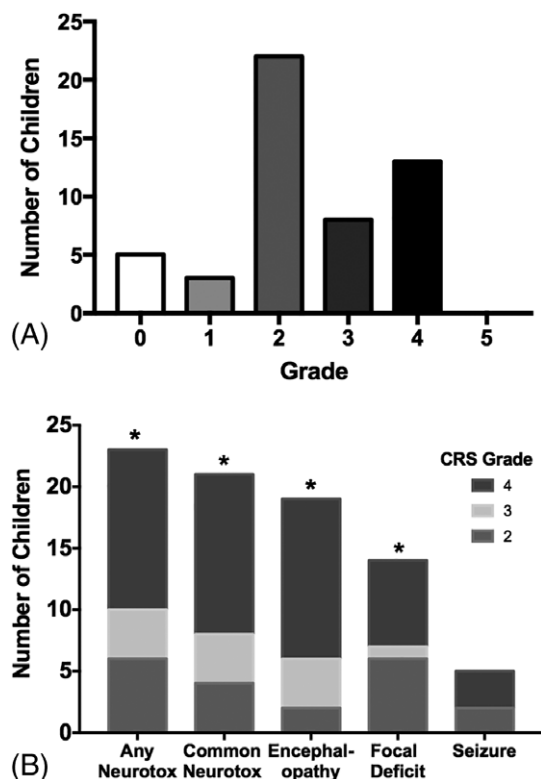 25
20
15
10
5
0
Number of Children
0 1 2 3 4 5
Grade
(A)
25
20
15
10
5
0
Number of Children
* * * *
CRS Grade
4
3
2
Any Neurotox
Common Neurotox
Encephal-opathy
Focal Deficit
Seizure
(B)